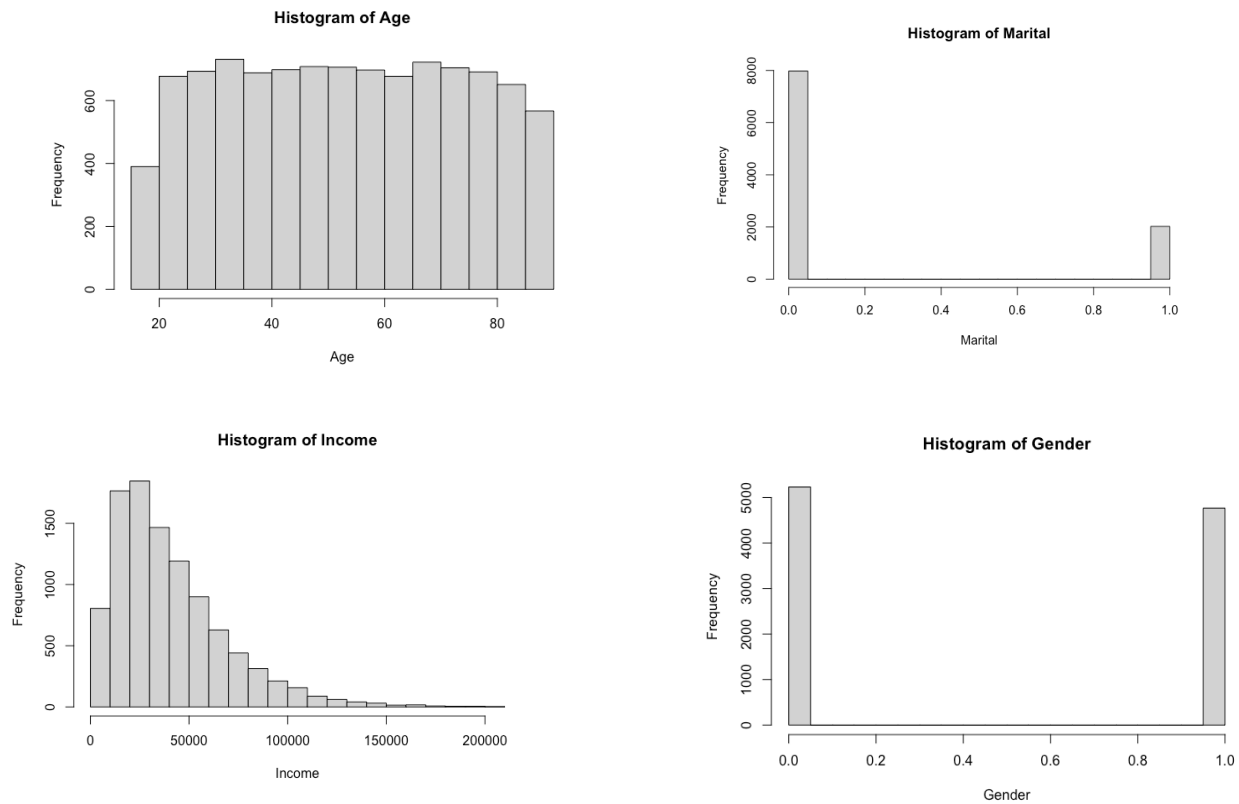 Histogram of Age
Frequency
0
200
400
600
20 40 60 80
Age
Histogram of Marital
Frequency
0
2000
4000
6000
8000
0.0 0.2 0.4 0.6 0.8 1.0
Marital
Histogram of Income
Frequency
0
500
1000
1500
0 50000 100000 150000 200000
Income
Histogram of Gender
Frequency
0
1000
2000
3000
4000
5000
0.0 0.2 0.4 0.6 0.8 1.0
Gender